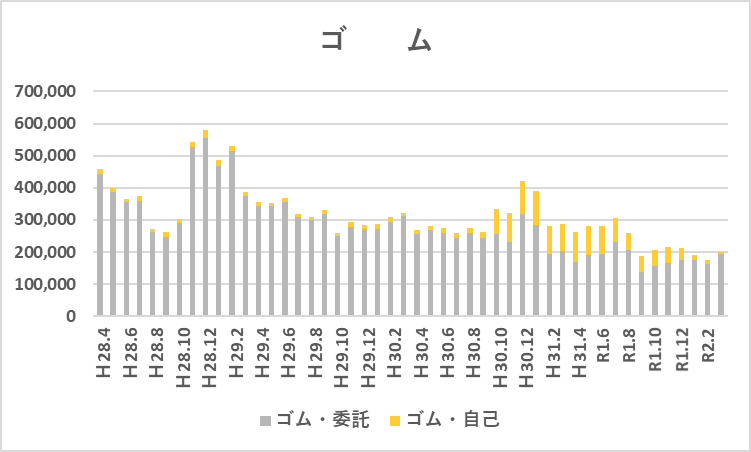 ゴ　　ム
700,000
600,000
500,000
400,000
300,000
200,000
100,000
0
H28.4
H28.6
H28.8
H28.10
H28.12
H29.2
H29.4
H29.6
H29.8
H29.10
H29.12
H30.2
H30.4
H30.6
H30.8
H30.10
H30.12
H31.2
H31.4
R1.6
R1.8
R1.10
R1.12
R2.2
ゴム・委託 ゴム・自己